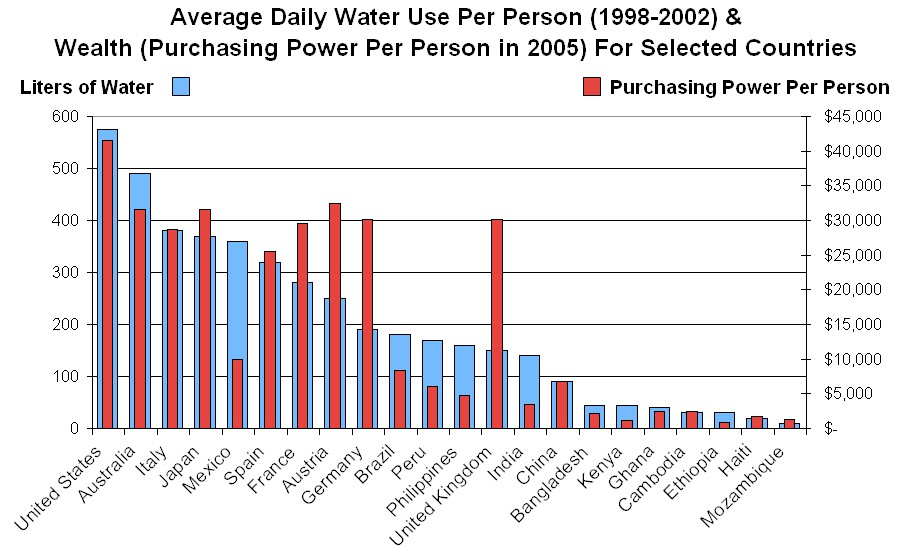 Average Daily Water Use Per Person (1998-2002) &
Wealth (Purchasing Power Per Person in 2005) For Selected Countries
Liters of Water
Purchasing Power Per Person
600
500
400
300
200
100
0
$45,000
$40,000
$35,000
$30,000
$25,000
$20,000
$15,000
$10,000
$5,000
$-
United States
Australia
Italy
Japan
Mexico
Spain
France
Austria
Germany
Brazil
Peru
Philippines
United Kingdom
India
China
Bangladesh
Kenya
Ghana
Cambodia
Ethiopia
Haiti
Mozambique